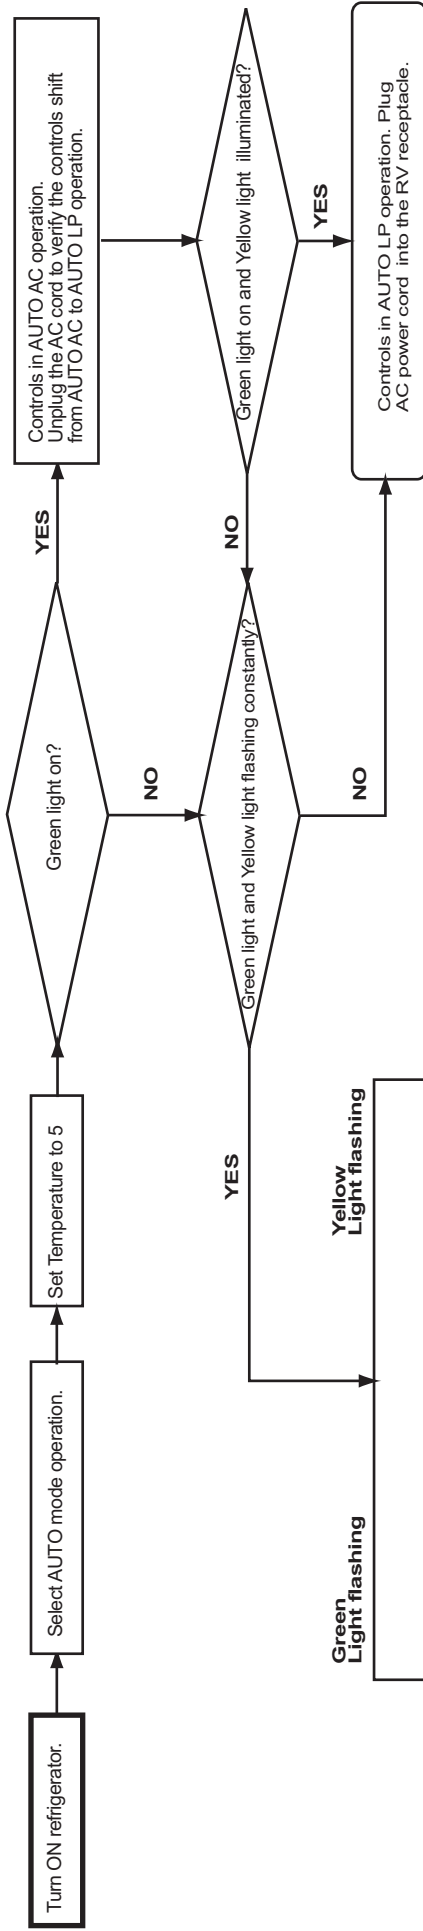 Turn ON refrigerator.
Select AUTO mode operation.
Set Temperature to 5
Green light on?
YES
Controls in AUTO AC operation.
Unplug the AC cord to verify the controls shift
from AUTO AC to AUTO LP operation.
NO
Green light on and Yellow light illuminated?
NO
YES
Green light and Yellow light flashing constantly?
YES
NO
Controls in AUTO LP operation. Plug
AC power cord into the RV receptacle.
Green
Light flashing
Yellow
Light flashing